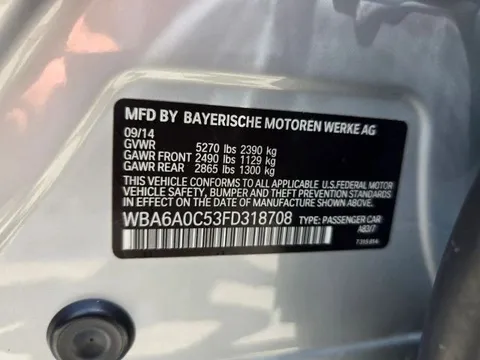 MFD BY BAYERISCHE MOTOREN WERKE AG
09/14
GVWR 5270 lbs 2390 kg
GAWR FRONT 2490 lbs 1129 kg
GAWR REAR 2865 lbs 1300 kg
THIS VEHICLE CONFORMS TO ALL APPLICABLE U.S. FEDERAL MOTOR
VEHICLE SAFETY, BUMPER AND THEFT PREVENTION STANDARDS
IN EFFECT ON THE DATE OF MANUFACTURE SHOWN ABOVE
WBA6A0C53FD318708 TYPE: PASSENGER CAR